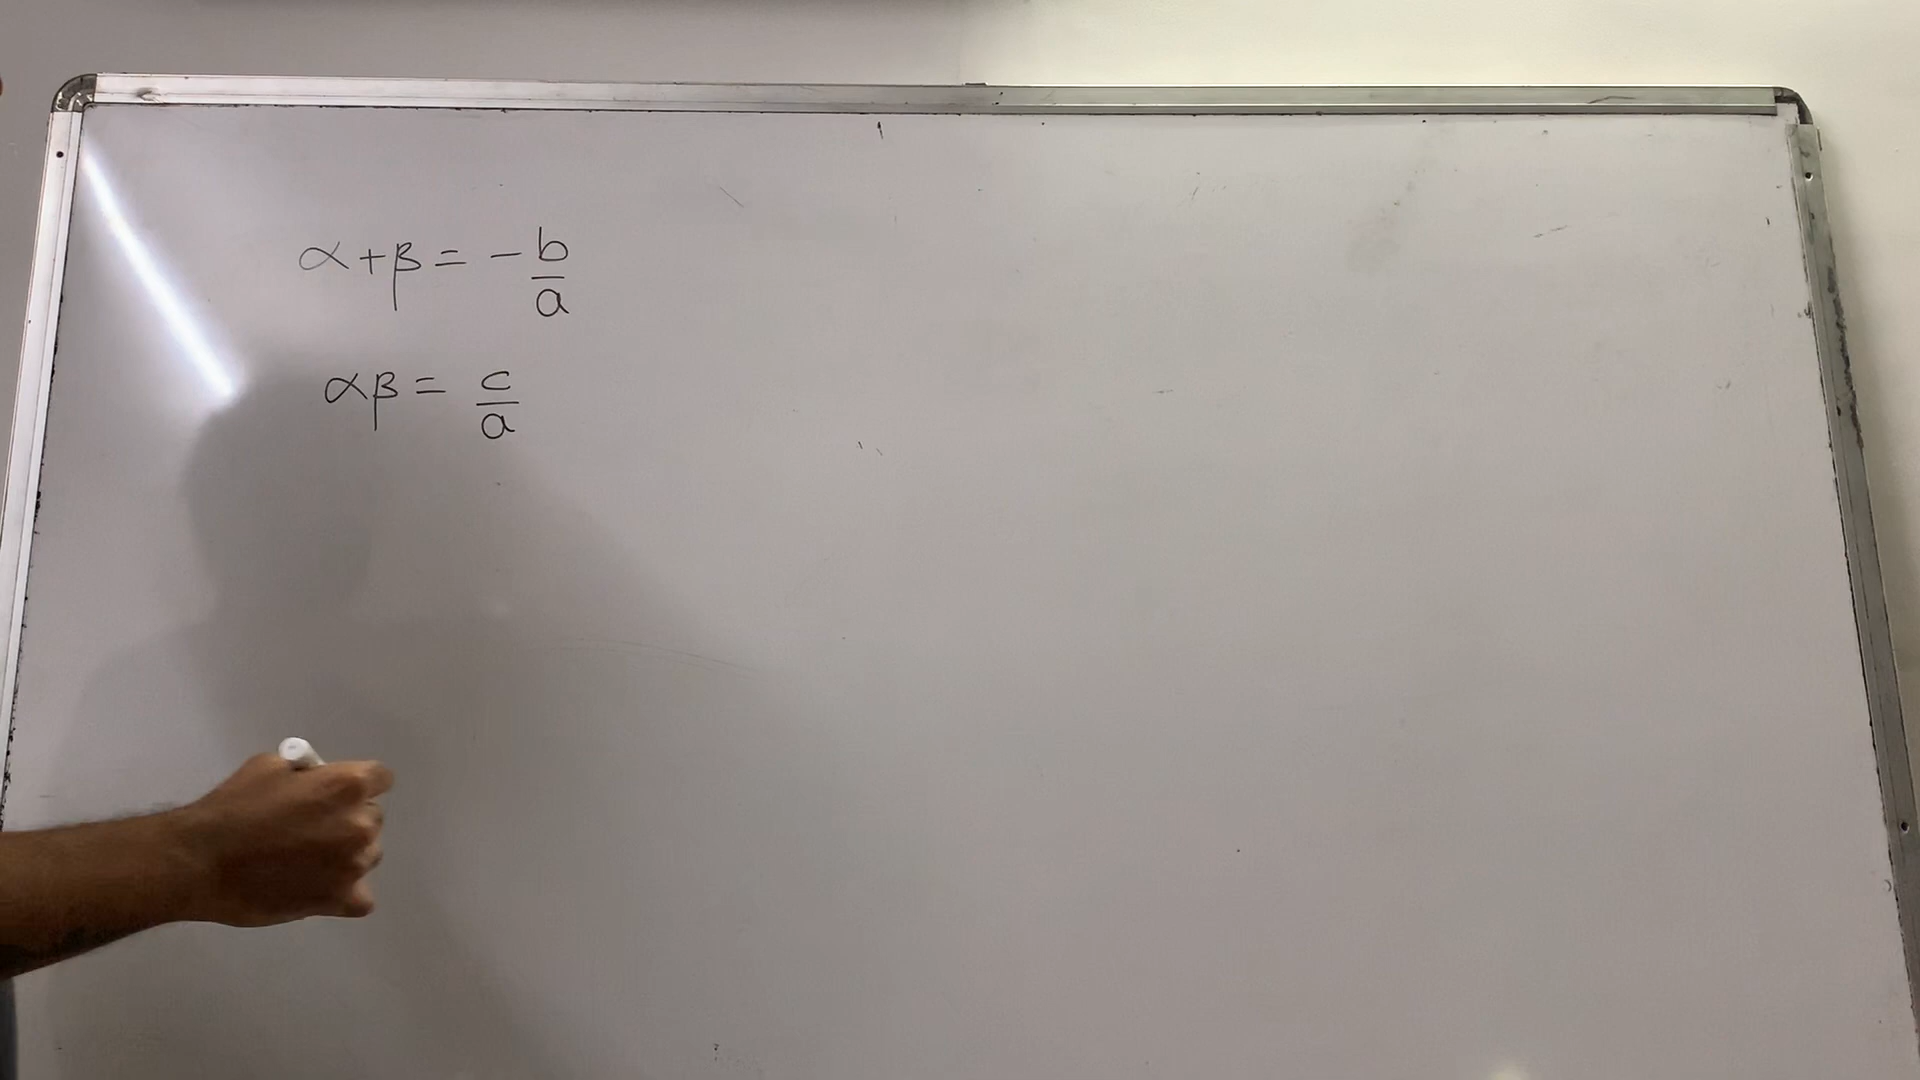 α+β = - b/a
αβ = c/a